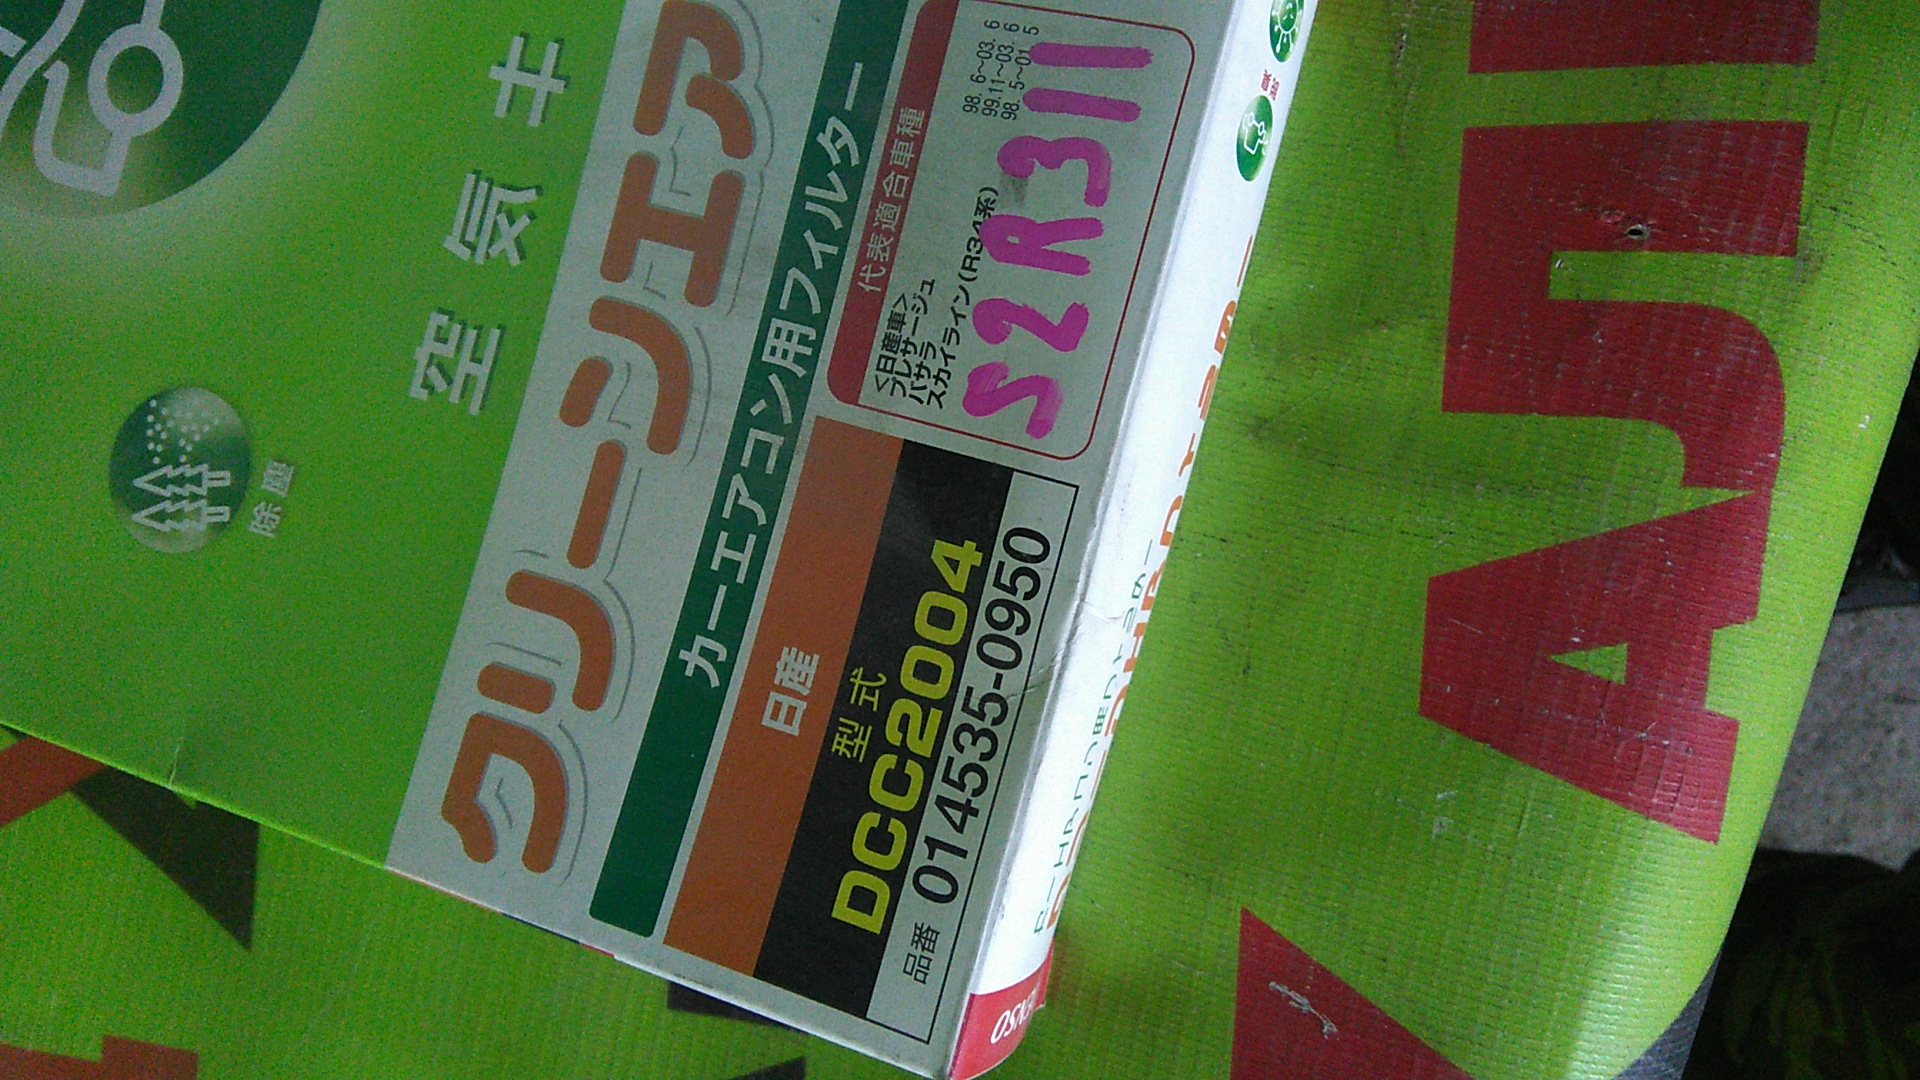 除塵
空気キ
クリーンエア
カーエアコン用フィルター
日産
型式
DCC2004
品番 014535-0950
代表適合車種
<日産車>
プレサージュ 98. 6~03. 6
バサラ 99.11~03. 6
スカイライン(R34系) 98. 5~01 5
S2R311